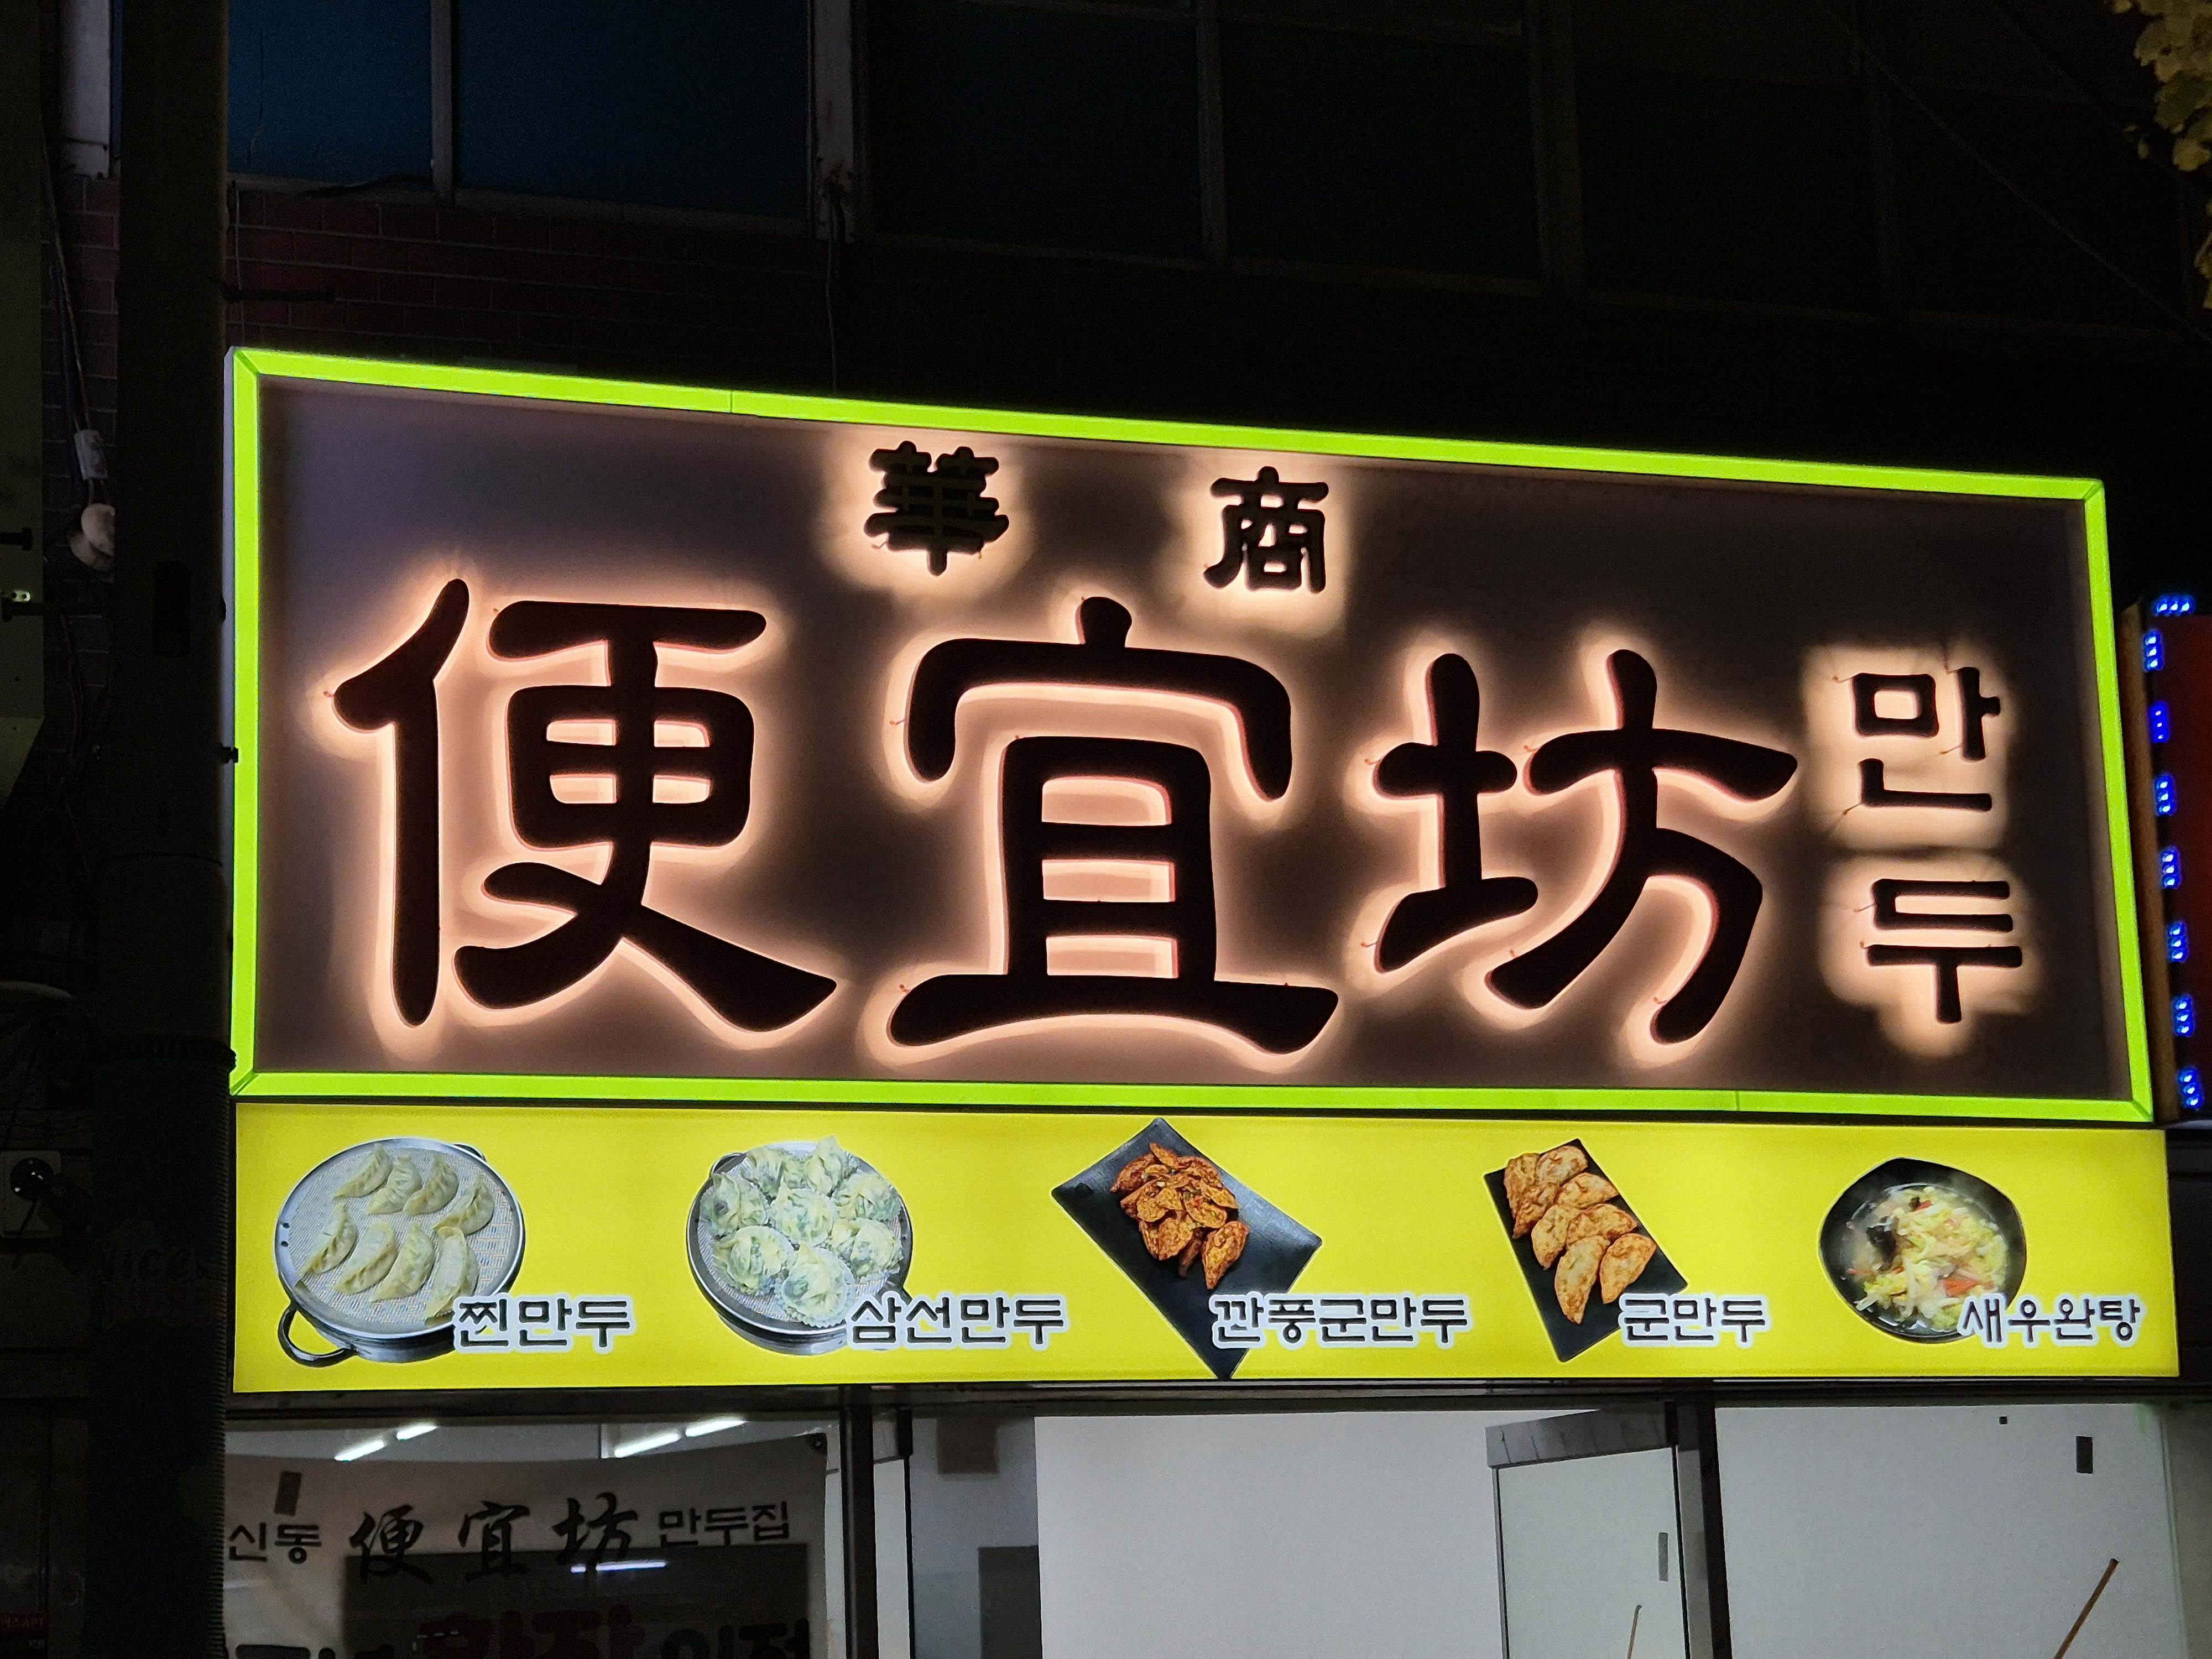 華商
便宜坊
만두
찐만두
삼선만두
깐풍군만두
군만두
새우완탕
신동 便宜坊 만두집